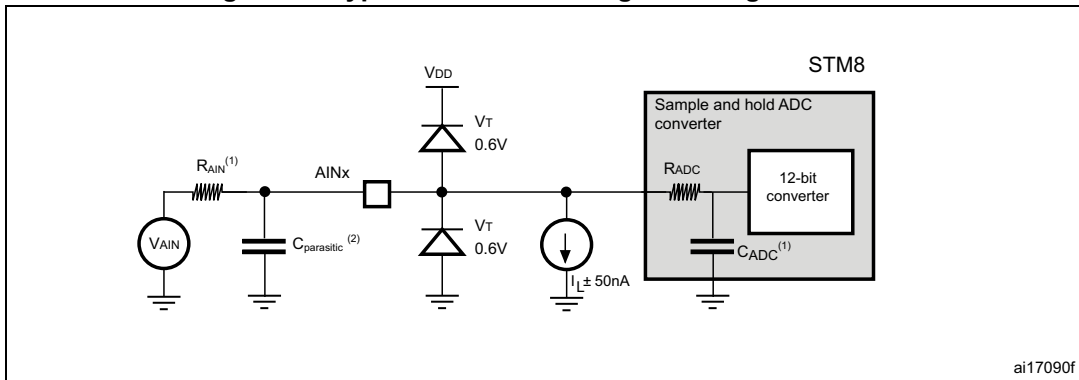 STM8
VDD
Sample and hold ADC
converter
VT
0.6V
RAIN(1)
AINx
RADC
12-bit
converter
VT
0.6V
VAIN
Cparasitic (2)
CADC(1)
IL± 50nA
ai17090f